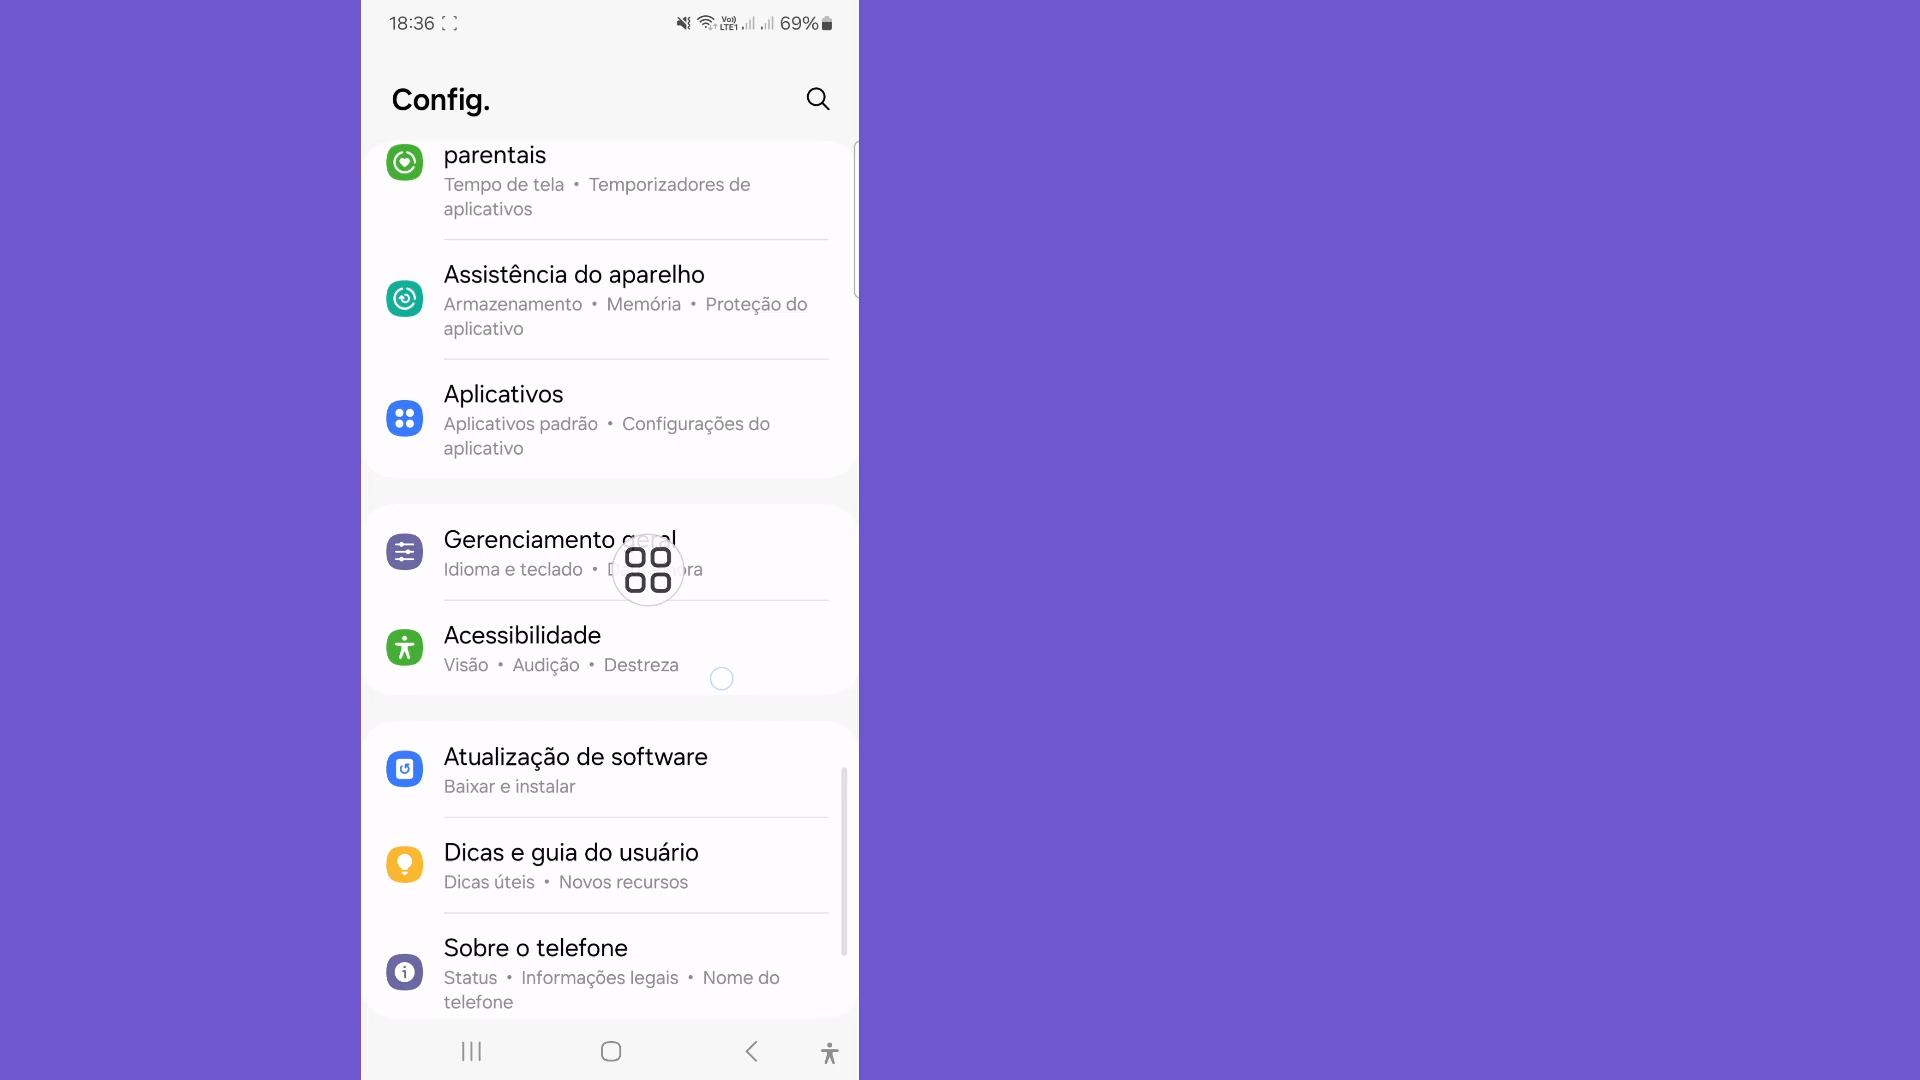 18:36
Vo)) LTE1 69%
Config.
parentais
Tempo de tela • Temporizadores de
aplicativos
Assistência do aparelho
Armazenamento • Memória • Proteção do
aplicativo
Aplicativos
Aplicativos padrão • Configurações do
aplicativo
Gerenciamento geral
Idioma e teclado •
Acessibilidade
Visão • Audição • Destreza
Atualização de software
Baixar e instalar
Dicas e guia do usuário
Dicas úteis • Novos recursos
Sobre o telefone
Status • Informações legais • Nome do
telefone